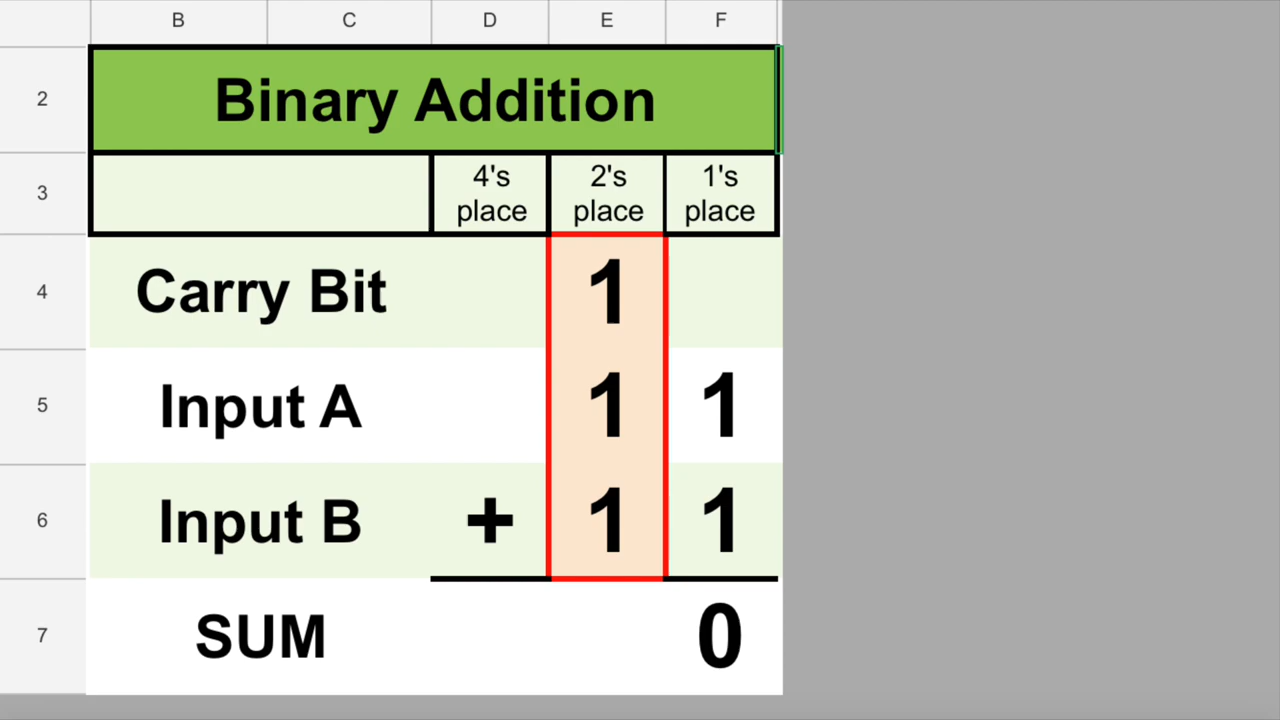 B C D E F
2 Binary Addition
3 4's place 2's place 1's place
4 Carry Bit 1
5 Input A 1 1
6 Input B + 1 1
7 SUM 0